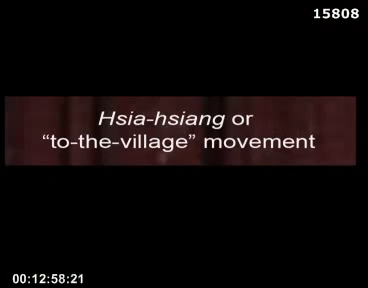 15808
Hsia-hsiang or
“to-the-village” movement
00:12:58:21